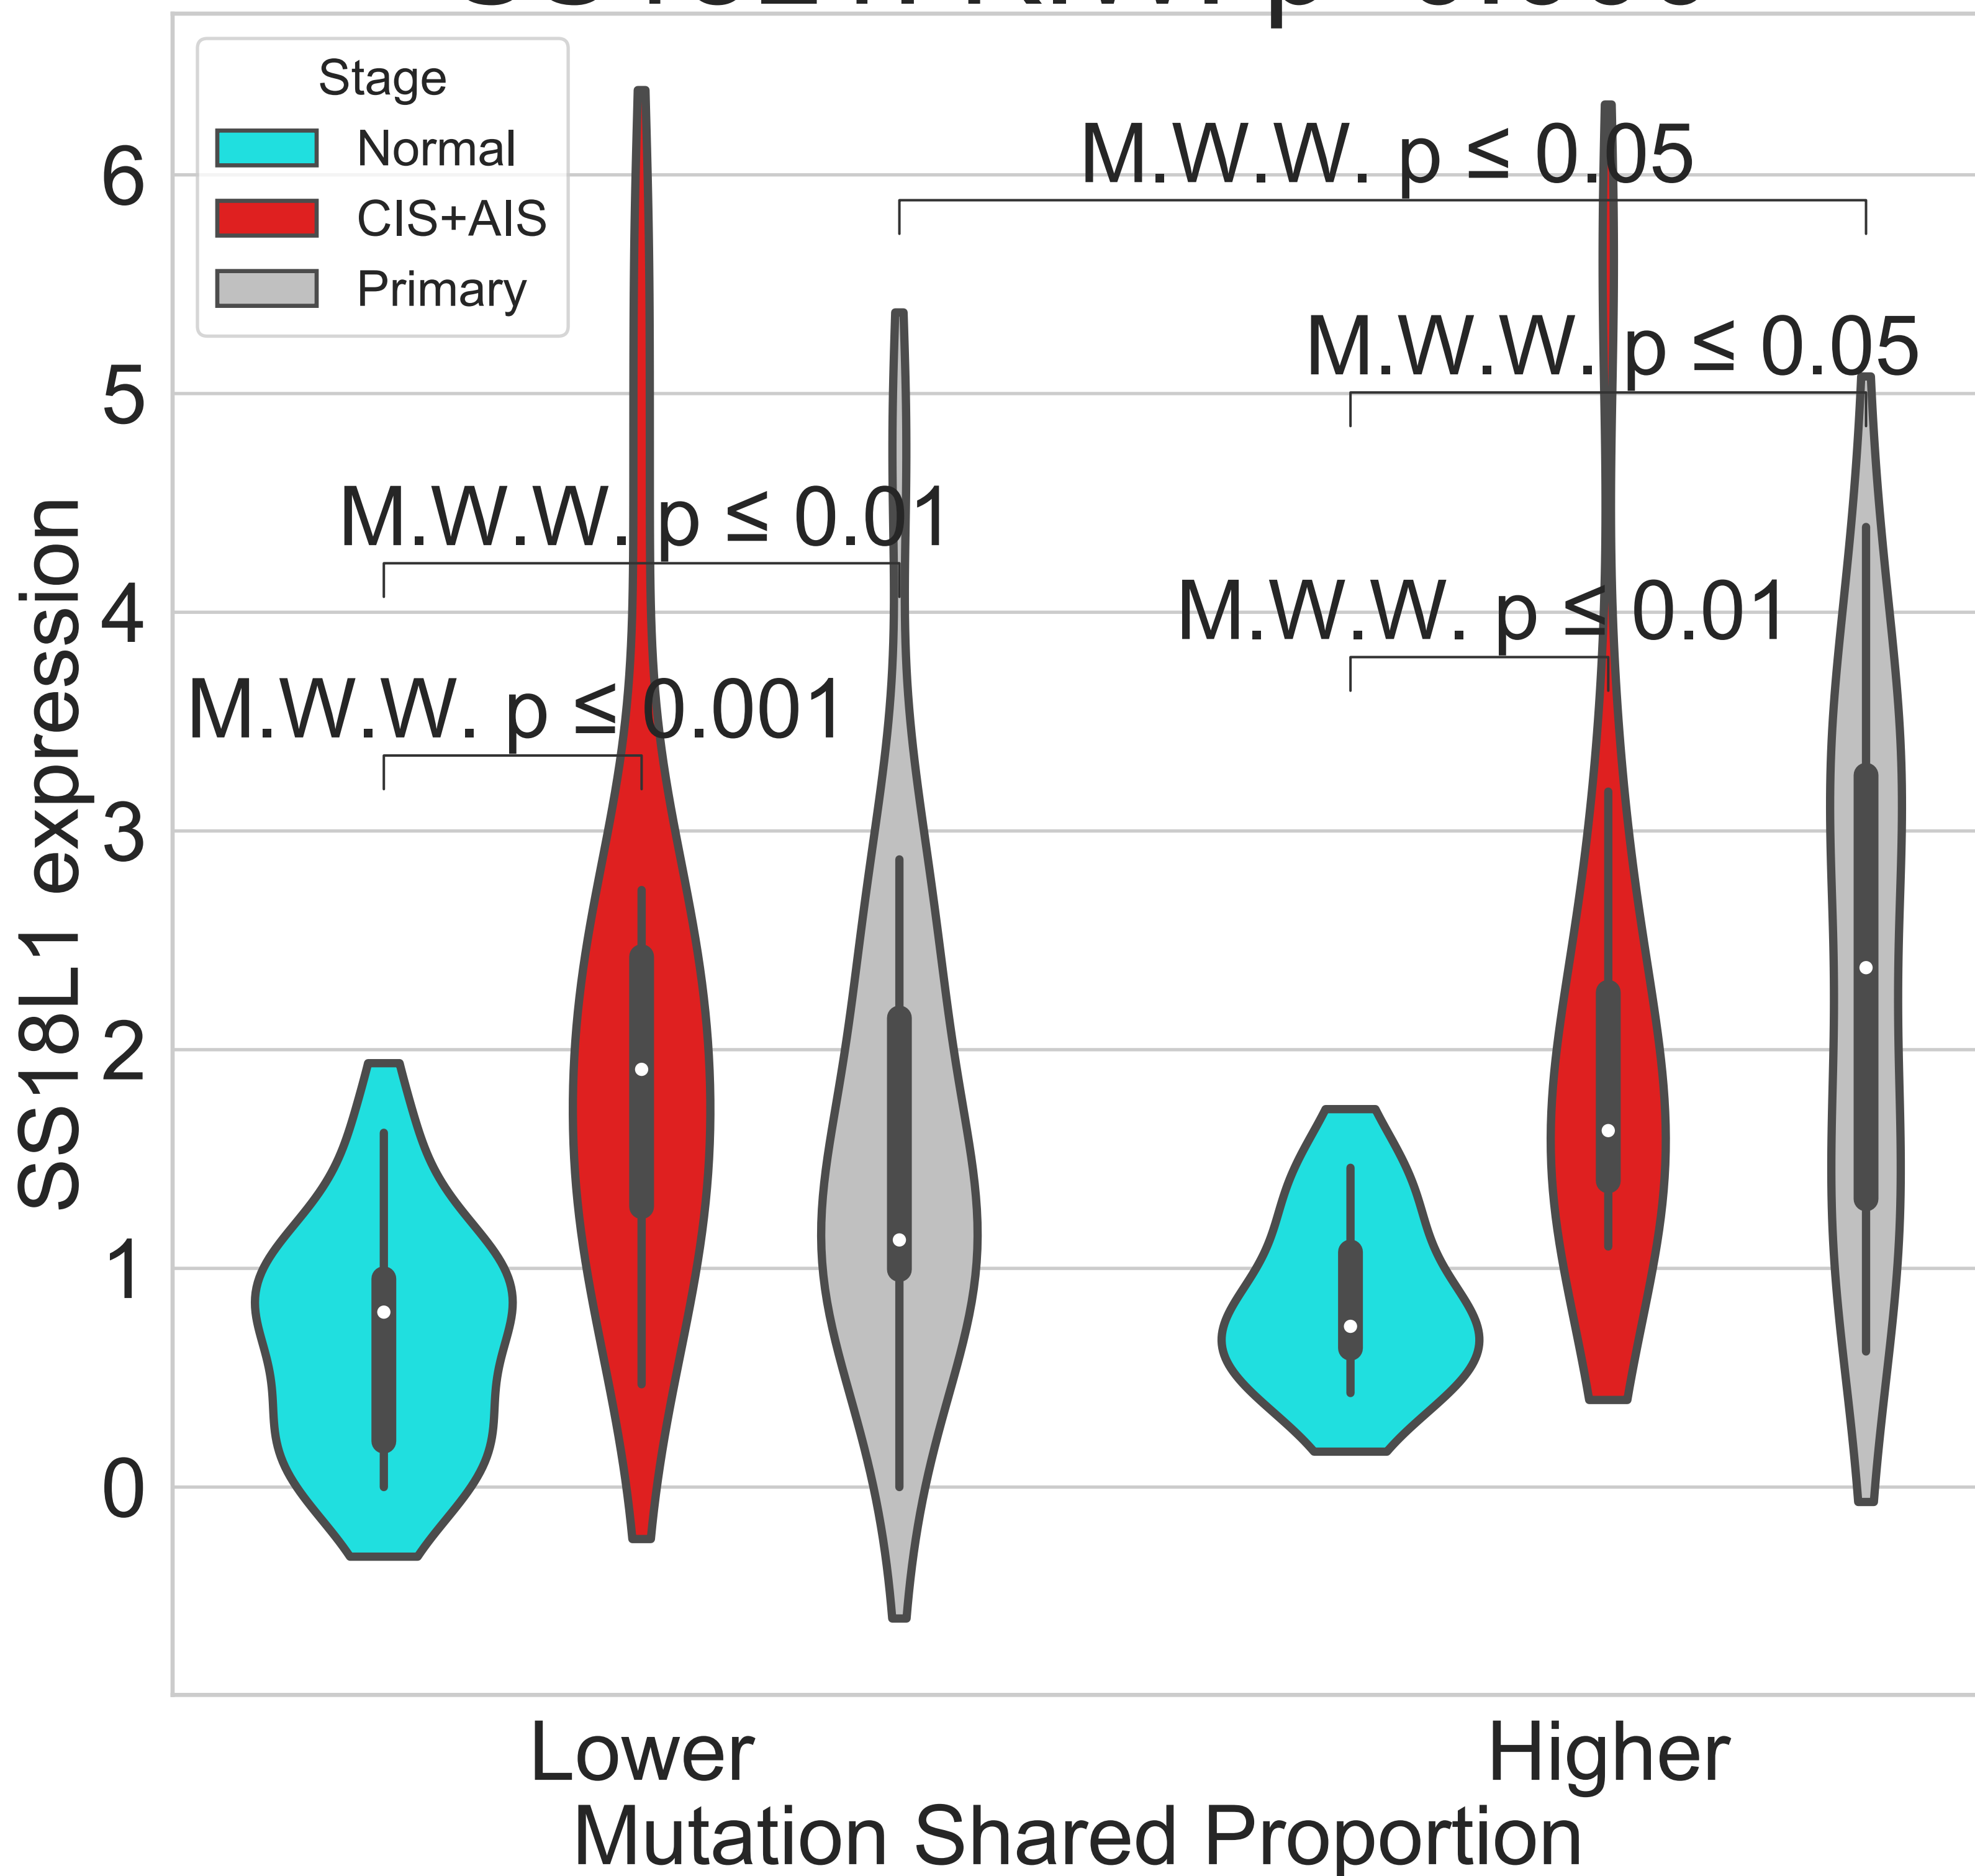 Stage
Normal
CIS+AIS
Primary
M.W.W. p ≤ 0.05
M.W.W. p ≤ 0.05
M.W.W. p ≤ 0.01
M.W.W. p ≤ 0.01
M.W.W. p ≤ 0.001
6
5
4
3
2
1
0
SS18L1 expression
Lower
Higher
Mutation Shared Proportion